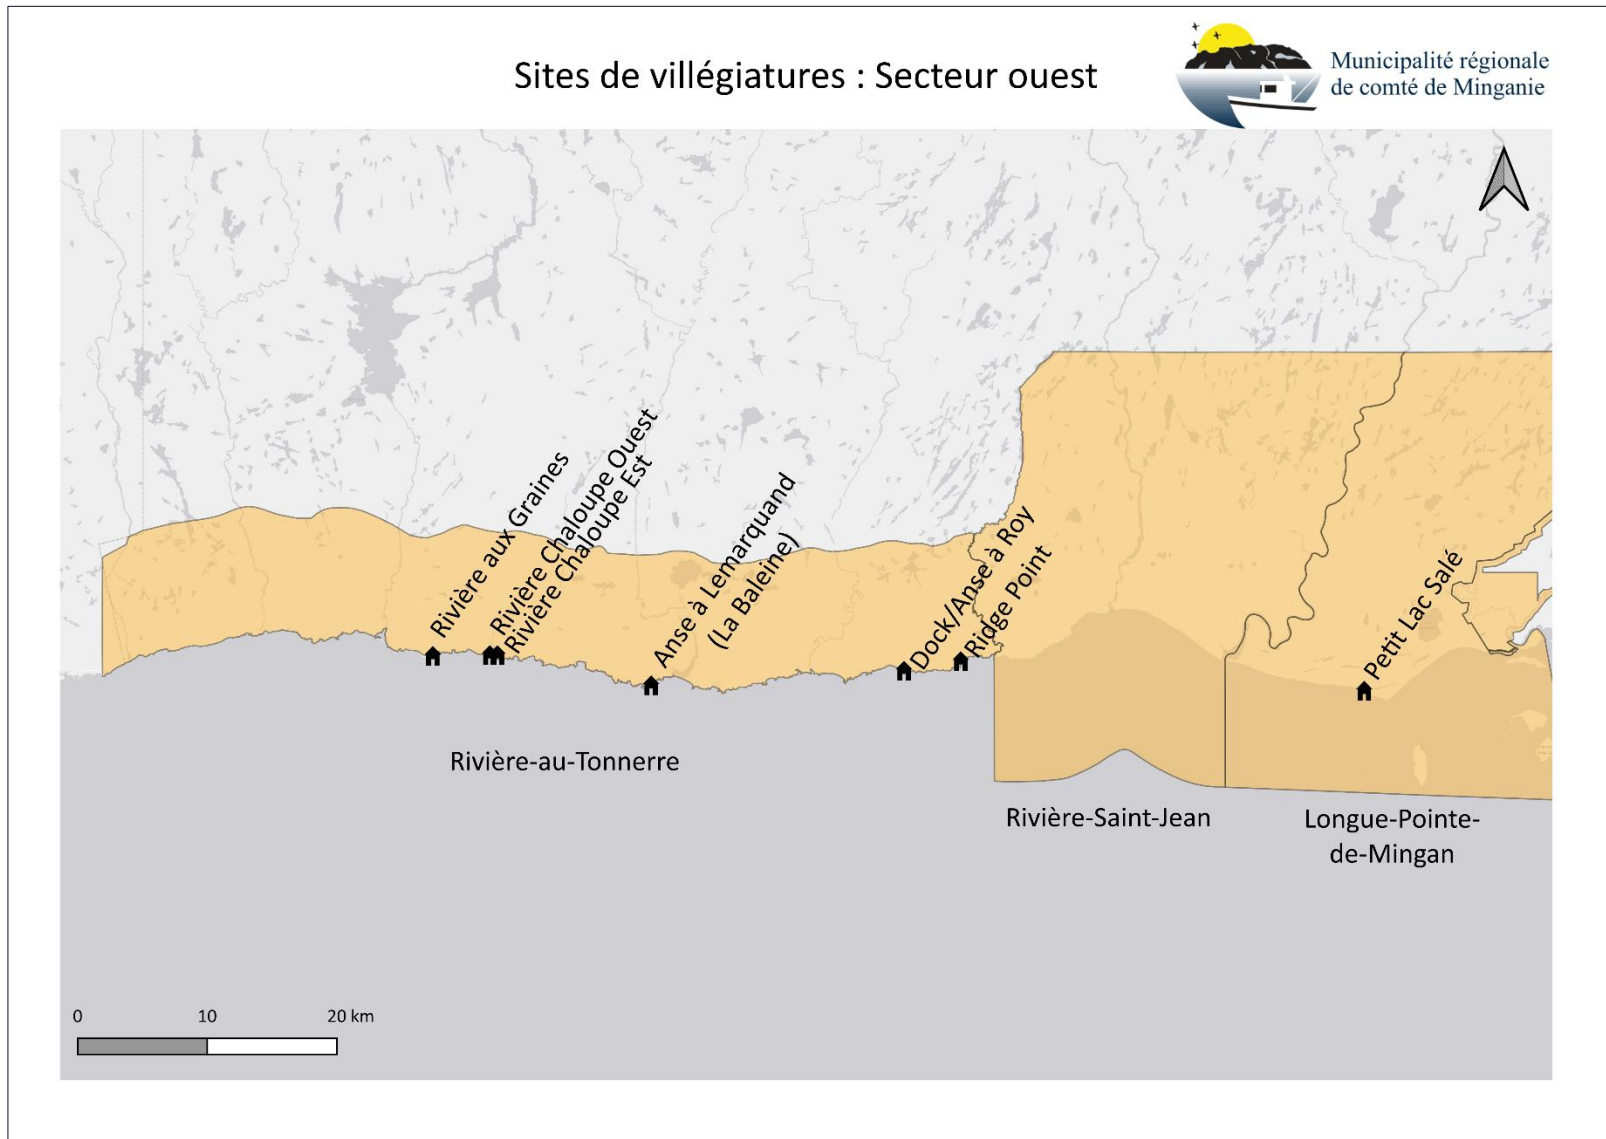 Sites de villégiatures : Secteur ouest
Municipalité régionale
de comté de Minganie
Rivière aux Graines
Rivière Chaloupe Ouest
Rivière Chaloupe Est
Anse à Lemarquand
(La Baleine)
Dock/Anse à Roy
Ridge Point
Petit Lac Salé
Rivière-au-Tonnerre
Rivière-Saint-Jean
Longue-Pointe-
de-Mingan
0 10 20 km